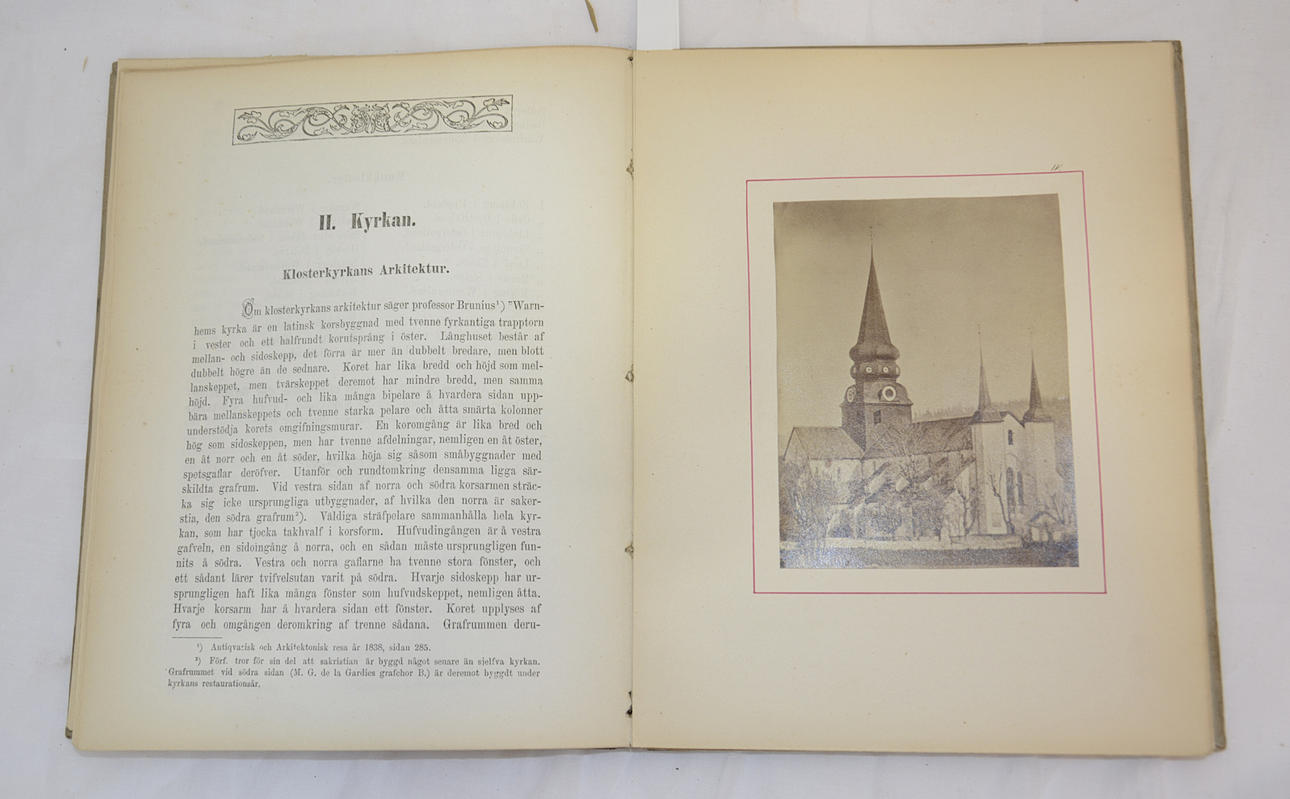 II. Kyrkan.
Klosterkyrkans Arkitektur.
Om klosterkyrkans arkitektur säger professor Brunius¹) "Warn-
hems kyrka är en latinsk korsbyggnad med tvenne fyrkantiga trapptorn
i vester och ett halfrundt korutsprång i öster. Långhuset består af
mellan- och sidoskepp, det förra är mer än dubbelt bredare, men blott
dubbelt högre än de sednare. Koret har lika bredd och höjd som mel-
lanskeppet, men tvärskeppet deremot har mindre bredd, men samma
höjd. Fyra hufvud- och lika många bipelare å hvardera sidan upp-
bära mellanskeppets och tvenne starka pelare och åtta smärta kolonner
understödja korets omgifningsmurar. En koromgång är lika bred och
hög som sidoskeppen, men har tvenne afdelningar, nemligen en åt öster,
en åt norr och en åt söder, hvilka höja sig såsom småbyggnader med
spetsgaflar deröfver. Utanför och rundtomkring densamma ligga sär-
skildta grafrum. Vid vestra sidan af norra och södra korsarmen sträc-
ka sig icke ursprungliga utbyggnader, af hvilka den norra är saker-
stia, den södra grafrum²). Väldiga sträfpelare sammanhålla hela kyr-
kan, som har tjocka takhvalf i korsform. Hufvudingången är å vestra
gafveln, en sidoingång å norra, och en sådan måste ursprungligen fun-
nits å södra. Vestra och norra gaflarne ha tvenne stora fönster, och
ett sådant lärer tvifvelsutan varit på södra. Hvarje sidoskepp har ur-
sprungligen haft lika många fönster som hufvudskeppet, nemligen åtta.
Hvarje korsarm har å hvardera sidan ett fönster. Koret upplyses af
fyra och omgången deromkring af trenne sådana. Grafrummen deru-
¹) Antiqvarisk och Arkitektonisk resa år 1838, sidan 285.
²) Förf. tror för sin del att sakristian är byggd något senare än sjelfva kyrkan.
Grafrummet vid södra sidan (M. G. de la Gardies grafchor B.) är deremot byggdt under
kyrkans restaurationsår.